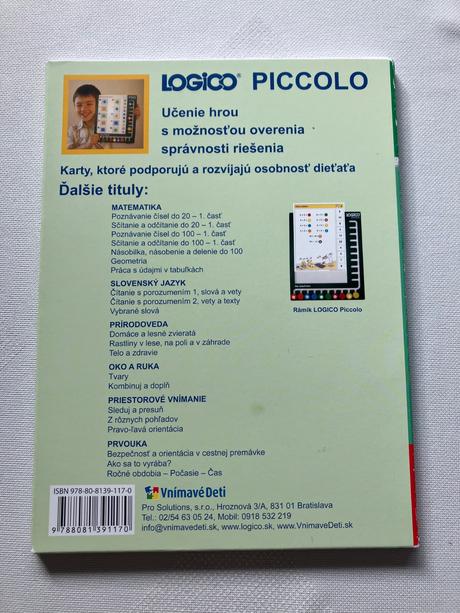 LOGICO® PICCOLO
Učenie hrou
s možnosťou overenia
správnosti riešenia
Karty, ktoré podporujú a rozvíjajú osobnosť dieťaťa
Ďalšie tituly:
MATEMATIKA
Poznávanie čísel do 20 – 1. časť
Sčítanie a odčítanie do 20 – 1. časť
Poznávanie čísel do 100 – 1. časť
Sčítanie a odčítanie do 100 – 1. časť
Násobilka, násobenie a delenie do 100
Geometria
Práca s údajmi v tabuľkách
SLOVENSKÝ JAZYK
Čítanie s porozumením 1, slová a vety
Čítanie s porozumením 2, vety a texty
Vybrané slová
PRÍRODOVEDA
Domáce a lesné zvieratá
Rastliny v lese, na poli a v záhrade
Telo a zdravie
OKO A RUKA
Tvary
Kombinuj a doplň
PRIESTOROVÉ VNÍMANIE
Sleduj a presuň
Z rôznych pohľadov
Pravo-ľavá orientácia
PRVOUKA
Bezpečnosť a orientácia v cestnej premávke
Ako sa to vyrába?
Ročné obdobia – Počasie – Čas
LOGICO
Rámik LOGICO Piccolo
ISBN 978-80-8139-117-0
9 788081 391170
VnímavéDeti
Pro Solutions, s.r.o., Hroznová 3/A, 831 01 Bratislava
Tel.: 02/54 63 05 24, Mobil: 0918 532 219
info@vnimavedeti.sk, www.logico.sk, www.VnimaveDeti.sk